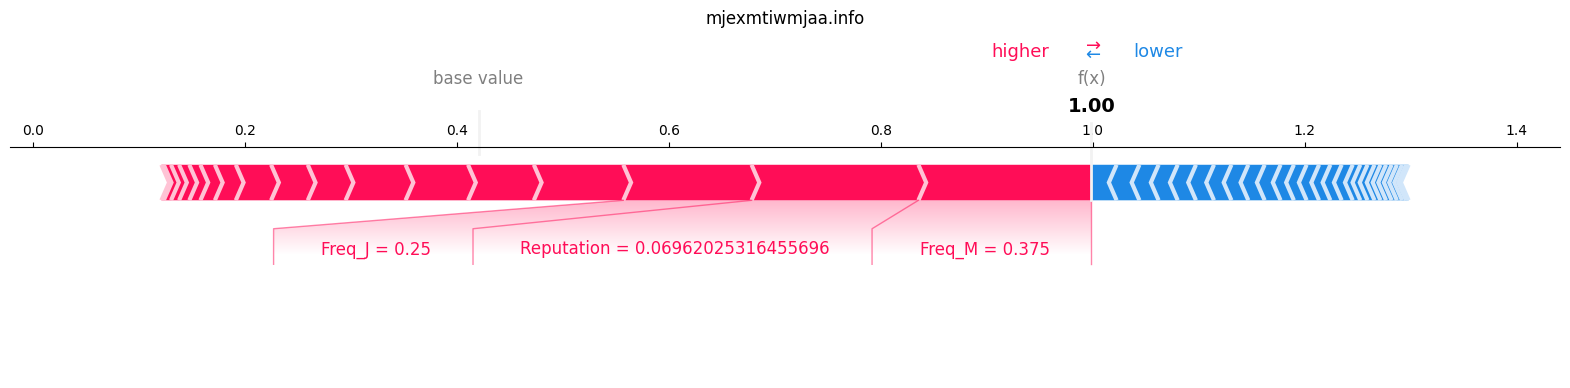 mjexmtiwmjaa.info
higher → ← lower
base value f(x)
1.00
0.0 0.2 0.4 0.6 0.8 1.0 1.2 1.4
Freq_J = 0.25 Reputation = 0.06962025316455696 Freq_M = 0.375